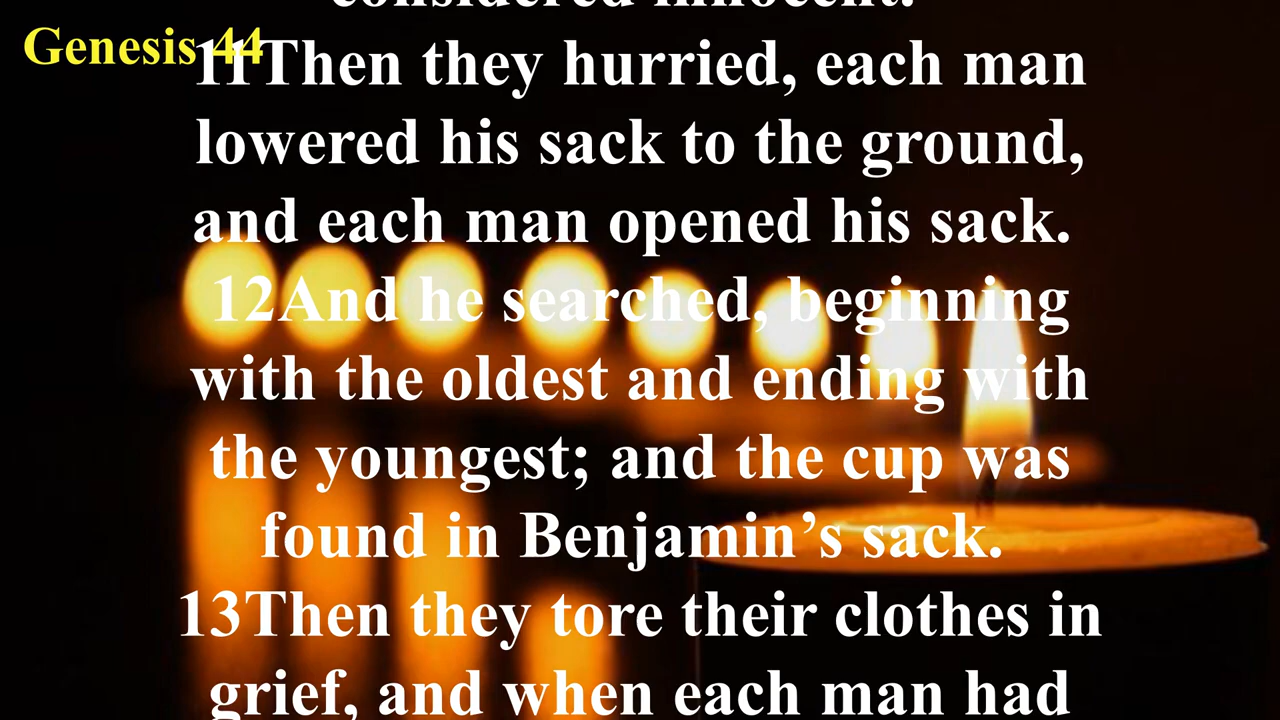 considered innocent.
Genesis 44
11Then they hurried, each man
lowered his sack to the ground,
and each man opened his sack.
12And he searched, beginning
with the oldest and ending with
the youngest; and the cup was
found in Benjamin’s sack.
13Then they tore their clothes in
grief, and when each man had